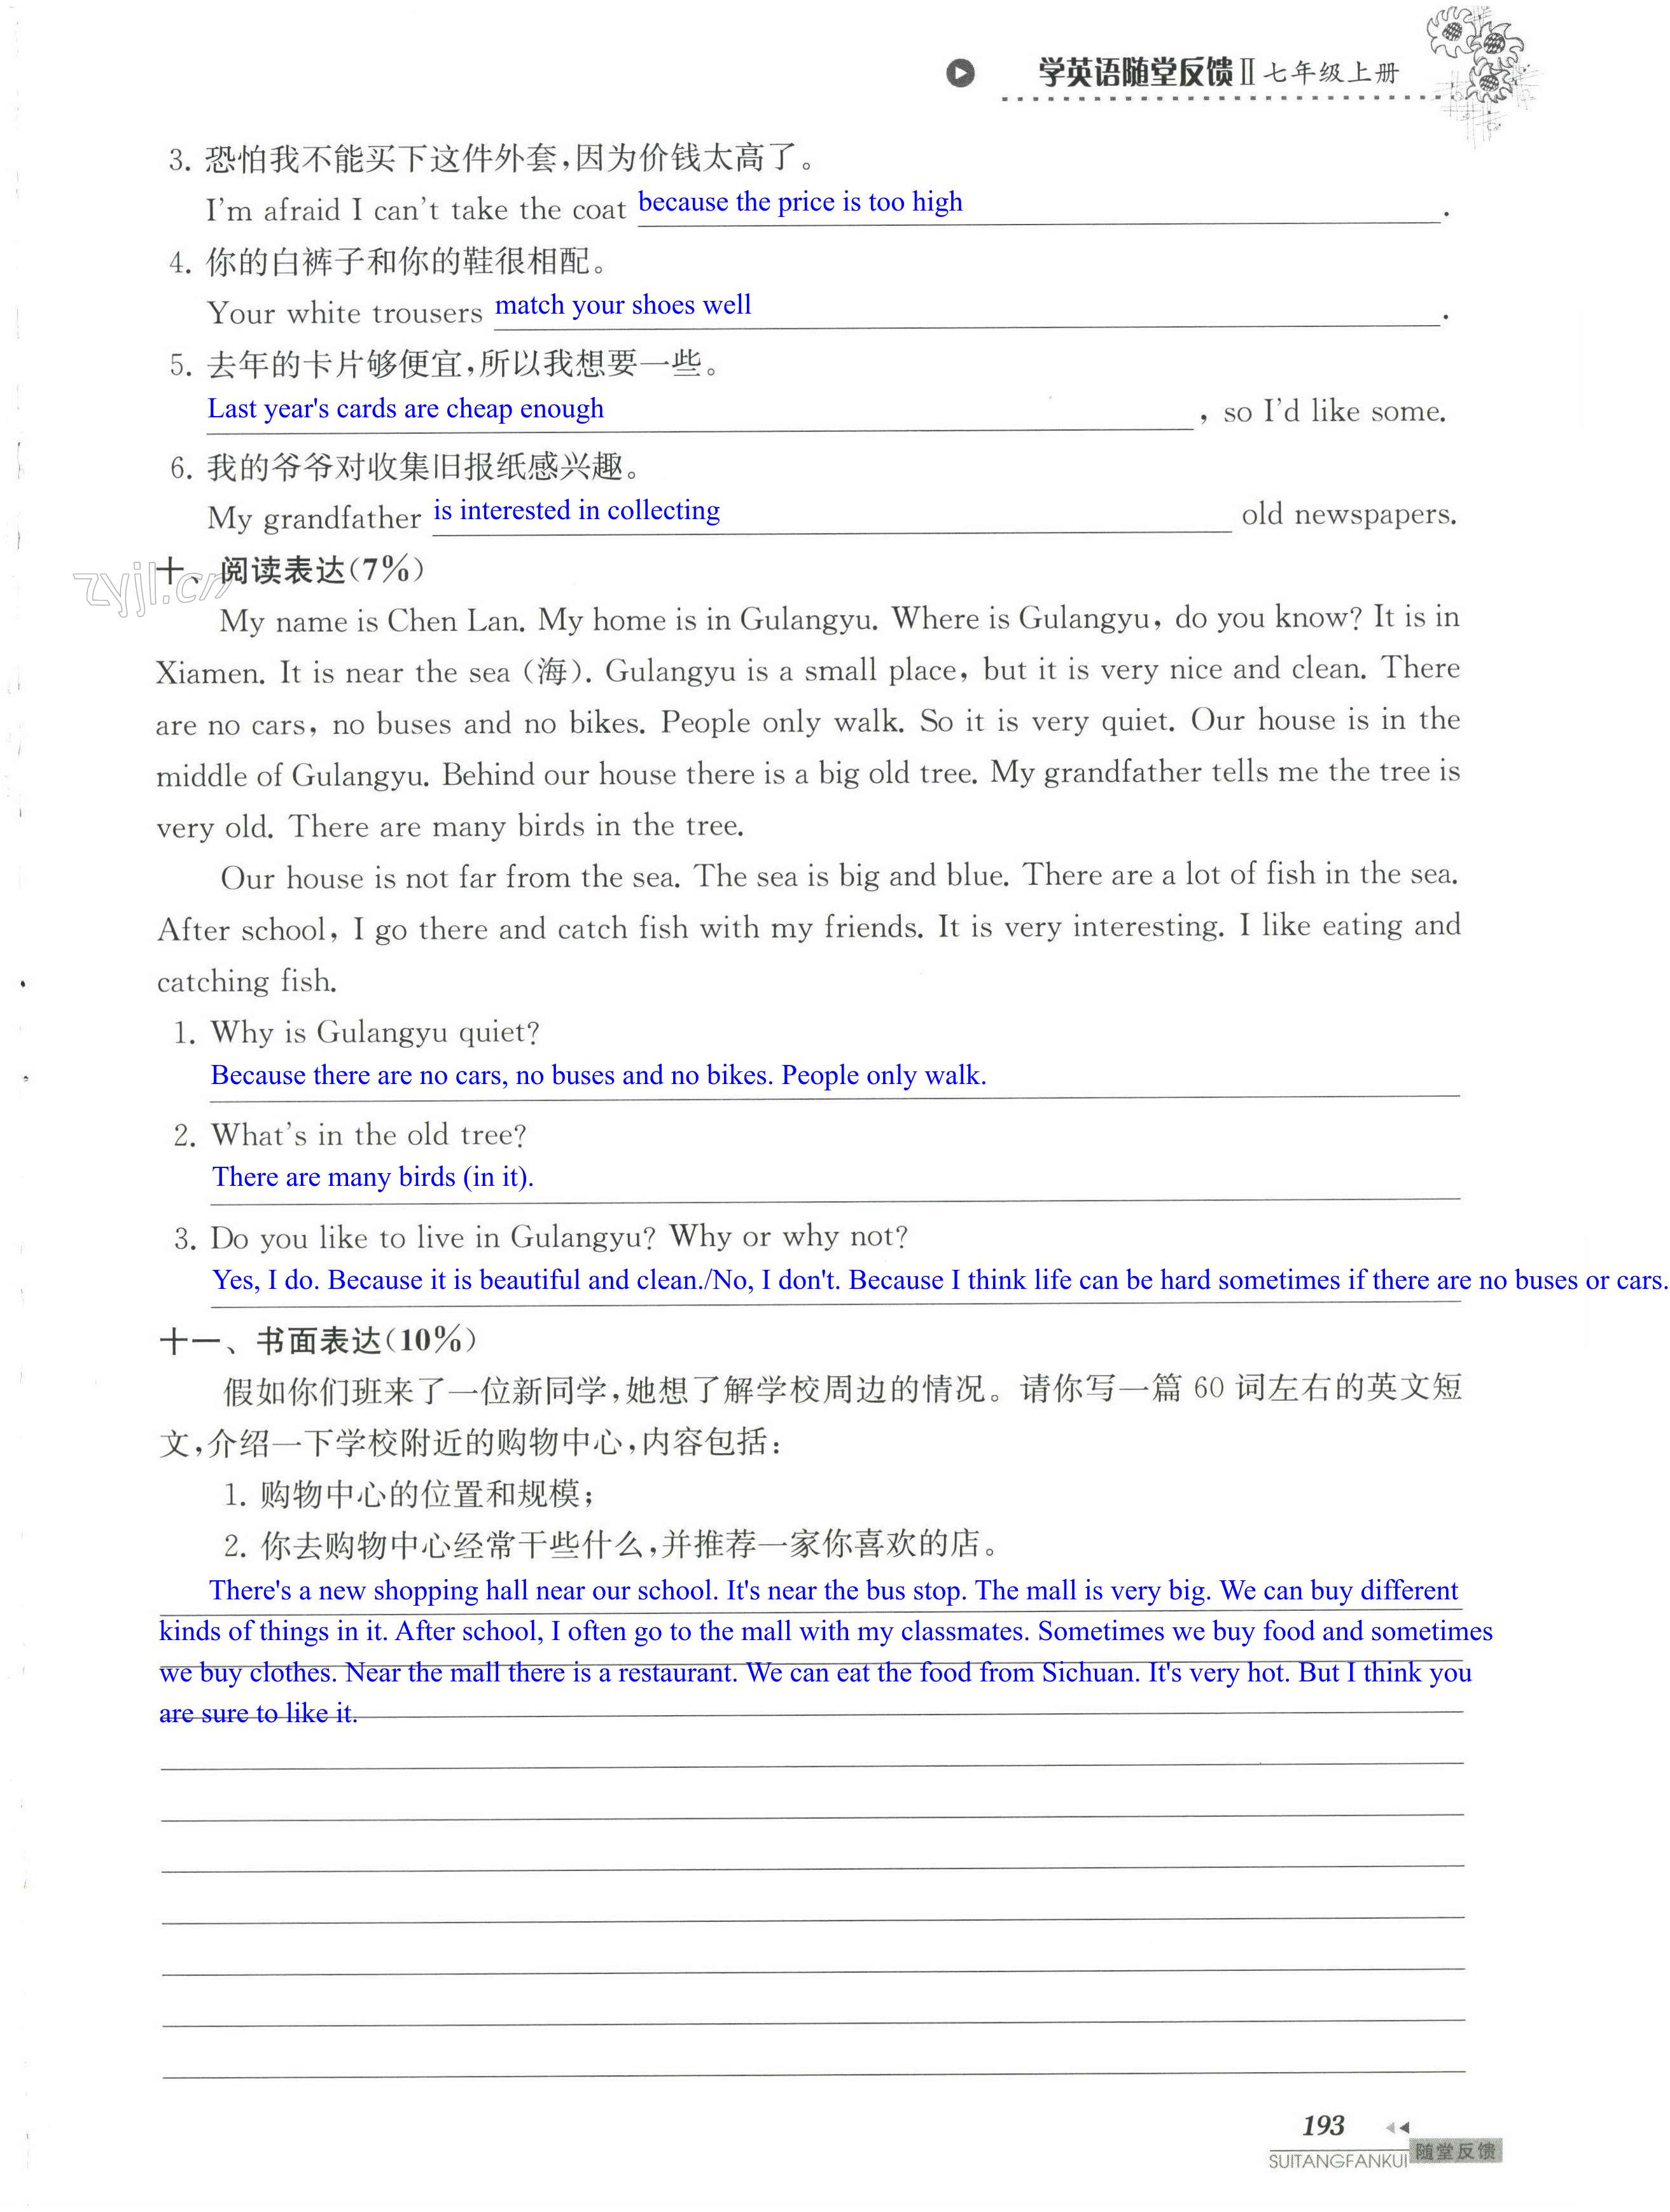 学英语随堂反馈Ⅱ七年级上册
3. 恐怕我不能买下这件外套,因为价钱太高了。
I'm afraid I can't take the coat because the price is too high.
4. 你的白裤子和你的鞋很相配。
Your white trousers match your shoes well.
5. 去年的卡片够便宜,所以我想要一些。
Last year's cards are cheap enough, so I'd like some.
6. 我的爷爷对收集旧报纸感兴趣。
My grandfather is interested in collecting old newspapers.
十、阅读表达(7%)
zyjl.cn
My name is Chen Lan. My home is in Gulangyu. Where is Gulangyu, do you know? It is in
Xiamen. It is near the sea (海). Gulangyu is a small place, but it is very nice and clean. There
are no cars, no buses and no bikes. People only walk. So it is very quiet. Our house is in the
middle of Gulangyu. Behind our house there is a big old tree. My grandfather tells me the tree is
very old. There are many birds in the tree.
Our house is not far from the sea. The sea is big and blue. There are a lot of fish in the sea.
After school, I go there and catch fish with my friends. It is very interesting. I like eating and
catching fish.
1. Why is Gulangyu quiet?
Because there are no cars, no buses and no bikes. People only walk.
2. What's in the old tree?
There are many birds (in it).
3. Do you like to live in Gulangyu? Why or why not?
Yes, I do. Because it is beautiful and clean./No, I don't. Because I think life can be hard sometimes if there are no buses or cars.
十一、书面表达(10%)
假如你们班来了一位新同学,她想了解学校周边的情况。请你写一篇 60 词左右的英文短
文,介绍一下学校附近的购物中心,内容包括:
1. 购物中心的位置和规模;
2. 你去购物中心经常干些什么,并推荐一家你喜欢的店。
There's a new shopping hall near our school. It's near the bus stop. The mall is very big. We can buy different
kinds of things in it. After school, I often go to the mall with my classmates. Sometimes we buy food and sometimes
we buy clothes. Near the mall there is a restaurant. We can eat the food from Sichuan. It's very hot. But I think you
are sure to like it.
193
SUITANGFANKUI 随堂反馈